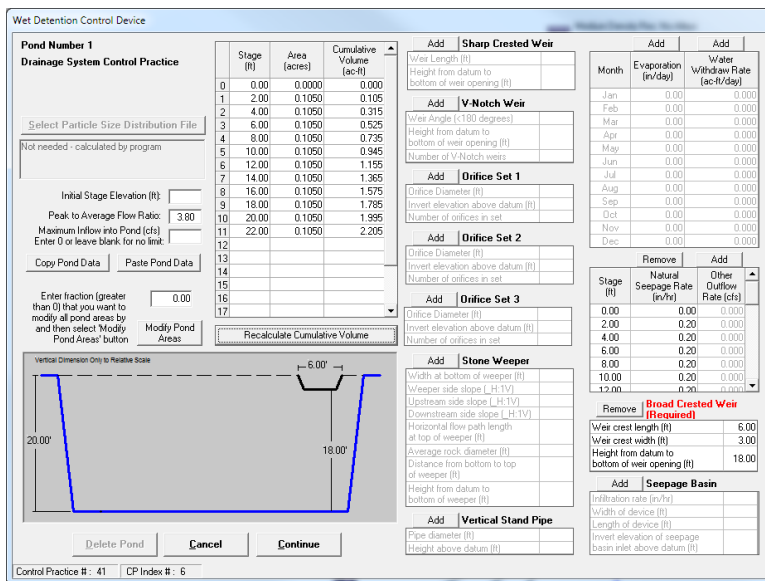 Wet Detention Control Device
Pond Number 1
Drainage System Control Practice
Select Particle Size Distribution File
Not needed - calculated by program
Initial Stage Elevation (ft):
Peak to Average Flow Ratio: 3.80
Maximum Inflow into Pond (cfs)
Enter 0 or leave blank for no limit:
Copy Pond Data Paste Pond Data
Enter fraction (greater
than 0) that you want to
modify all pond areas by
and then select 'Modify
Pond Areas' button
0.00
Modify Pond
Areas
Stage (ft) Area (acres) Cumulative Volume (ac-ft)
0 0.00 0.0000 0.000
1 2.00 0.1050 0.105
2 4.00 0.1050 0.315
3 6.00 0.1050 0.525
4 8.00 0.1050 0.735
5 10.00 0.1050 0.945
6 12.00 0.1050 1.155
7 14.00 0.1050 1.365
8 16.00 0.1050 1.575
9 18.00 0.1050 1.785
10 20.00 0.1050 1.995
11 22.00 0.1050 2.205
12
13
14
15
16
17
Recalculate Cumulative Volume
Vertical Dimension Only to Relative Scale
6.00'
20.00'
18.00'
Delete Pond Cancel Continue
Control Practice # : 41 CP Index # : 6
Add Sharp Crested Weir
Weir Length (ft)
Height from datum to
bottom of weir opening (ft)
Add V-Notch Weir
Weir Angle (<180 degrees)
Height from datum to
bottom of weir opening (ft)
Number of V-Notch weirs
Add Orifice Set 1
Orifice Diameter (ft)
Invert elevation above datum (ft)
Number of orifices in set
Add Orifice Set 2
Orifice Diameter (ft)
Invert elevation above datum (ft)
Number of orifices in set
Add Orifice Set 3
Orifice Diameter (ft)
Invert elevation above datum (ft)
Number of orifices in set
Add Stone Weeper
Width at bottom of weeper (ft)
Weeper side slope (_H:1V)
Upstream side slope (_H:1V)
Downstream side slope (_H:1V)
Horizontal flow path length
at top of weeper (ft)
Average rock diameter (ft)
Distance from bottom to top
of weeper (ft)
Height from datum to
bottom of weeper (ft)
Add Vertical Stand Pipe
Pipe diameter (ft)
Height above datum (ft)
Add Add
Month Evaporation (in/day) Water Withdraw Rate (ac-ft/day)
Jan 0.00 0.000
Feb 0.00 0.000
Mar 0.00 0.000
Apr 0.00 0.000
May 0.00 0.000
Jun 0.00 0.000
Jul 0.00 0.000
Aug 0.00 0.000
Sep 0.00 0.000
Oct 0.00 0.000
Nov 0.00 0.000
Dec 0.00 0.000
Remove Add
Stage (ft) Natural Seepage Rate (in/hr) Other Outflow Rate (cfs)
0.00 0.00 0.000
2.00 0.20 0.000
4.00 0.20 0.000
6.00 0.20 0.000
8.00 0.20 0.000
10.00 0.20 0.000
12.00 0.20 0.000
Remove Broad Crested Weir
(Required)
Weir crest length (ft) 6.00
Weir crest width (ft) 3.00
Height from datum to
bottom of weir opening (ft) 18.00
Add Seepage Basin
Infiltration rate (in/hr)
Width of device (ft)
Length of device (ft)
Invert elevation of seepage
basin inlet above datum (ft)